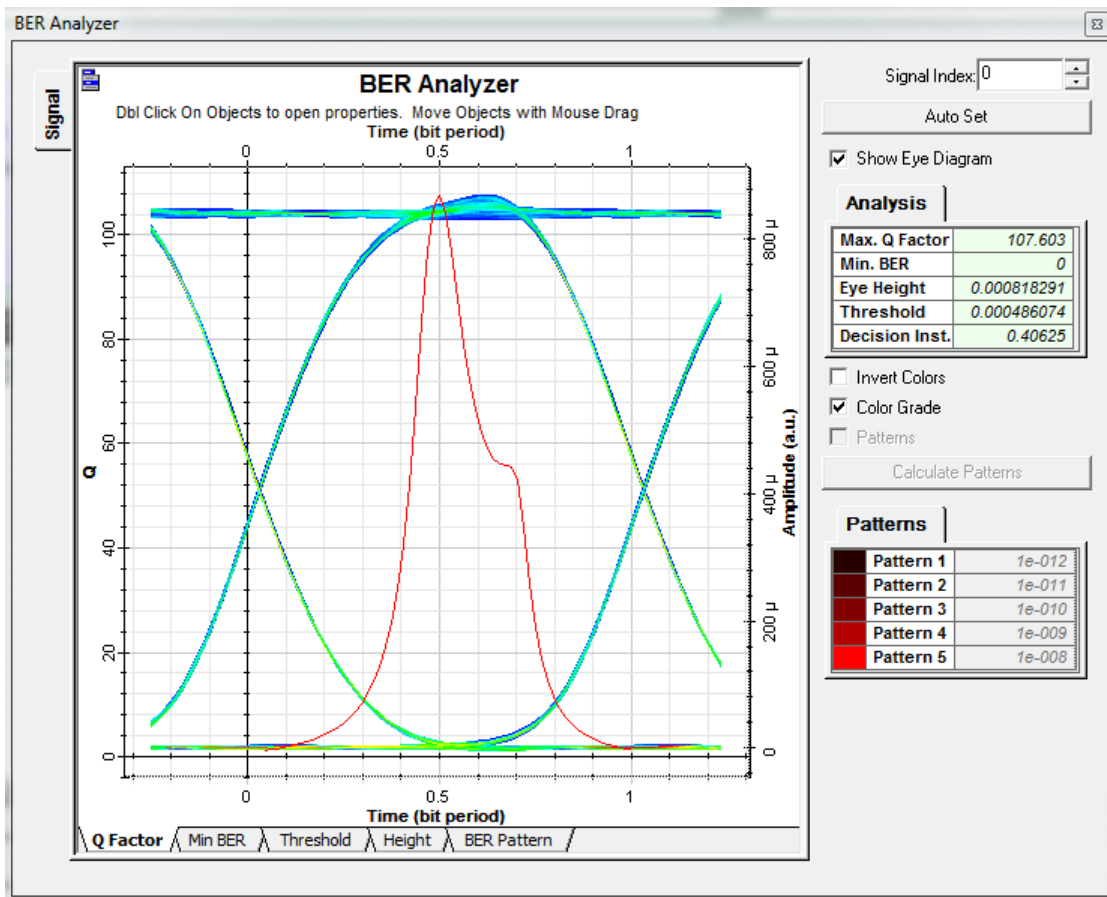 BER Analyzer
Signal
BER Analyzer
Dbl Click On Objects to open properties. Move Objects with Mouse Drag
Time (bit period)
0 0.5 1
Q
0 20 40 60 80 100
Amplitude (a.u.)
0 200 µ 400 µ 600 µ 800 µ
0 0.5 1
Time (bit period)
Q Factor Min BER Threshold Height BER Pattern
Signal Index: 0
Auto Set
Show Eye Diagram
Analysis
Max. Q Factor 107.603
Min. BER 0
Eye Height 0.000818291
Threshold 0.000486074
Decision Inst. 0.40625
Invert Colors
Color Grade
Patterns
Calculate Patterns
Patterns
Pattern 1 1e-012
Pattern 2 1e-011
Pattern 3 1e-010
Pattern 4 1e-009
Pattern 5 1e-008